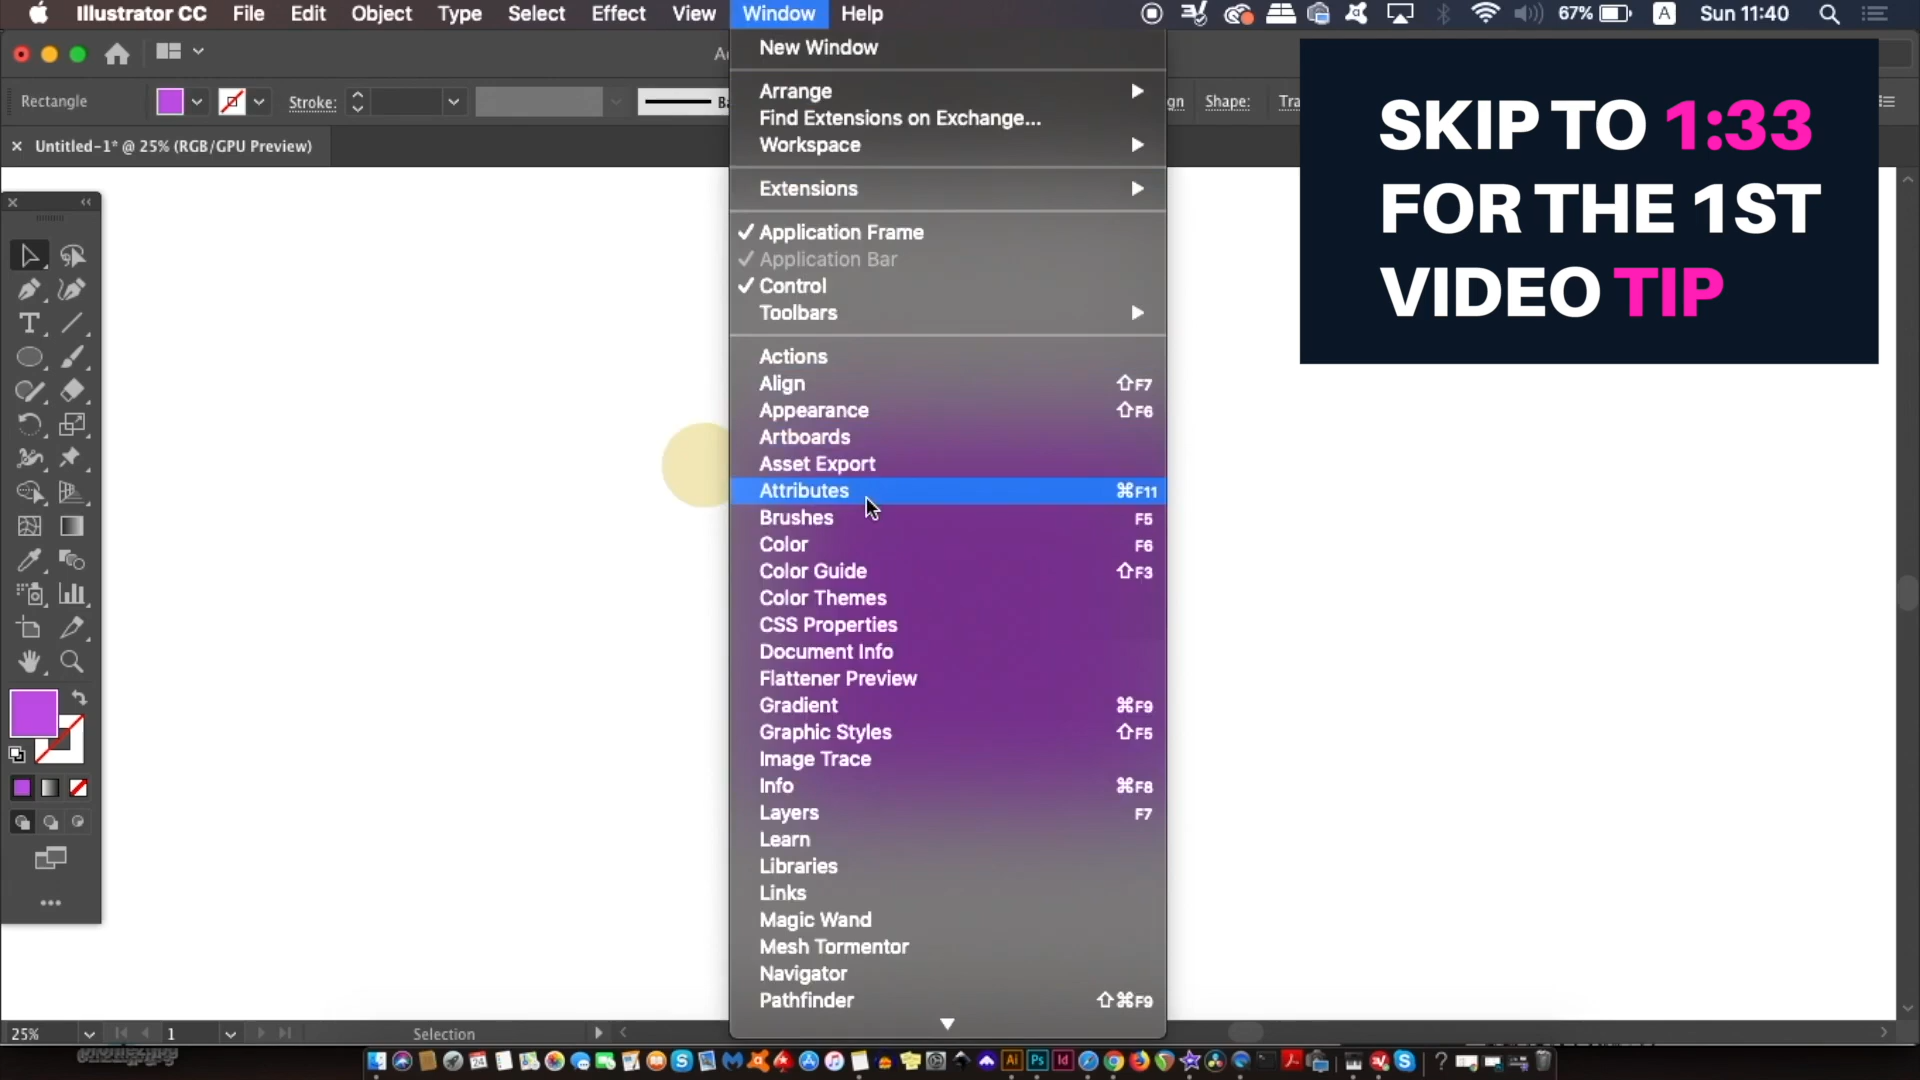 Illustrator CC File Edit Object Type Select Effect View Window Help 67% A Sun 11:40
New Window
Rectangle Stroke: Shape:
Arrange
Find Extensions on Exchange...
Workspace
Untitled-1* @ 25% (RGB/GPU Preview)
Extensions
Application Frame
Application Bar
Control
Toolbars
Actions
Align ⇧F7
Appearance ⇧F6
Artboards
Asset Export
Attributes ⌘F11
Brushes F5
Color F6
Color Guide ⇧F3
Color Themes
CSS Properties
Document Info
Flattener Preview
Gradient ⌘F9
Graphic Styles ⇧F5
Image Trace
Info ⌘F8
Layers F7
Learn
Libraries
Links
Magic Wand
Mesh Tormentor
Navigator
Pathfinder ⇧⌘F9
SKIP TO 1:33
FOR THE 1ST
VIDEO TIP
25% 1 Selection
Ai Ps Id